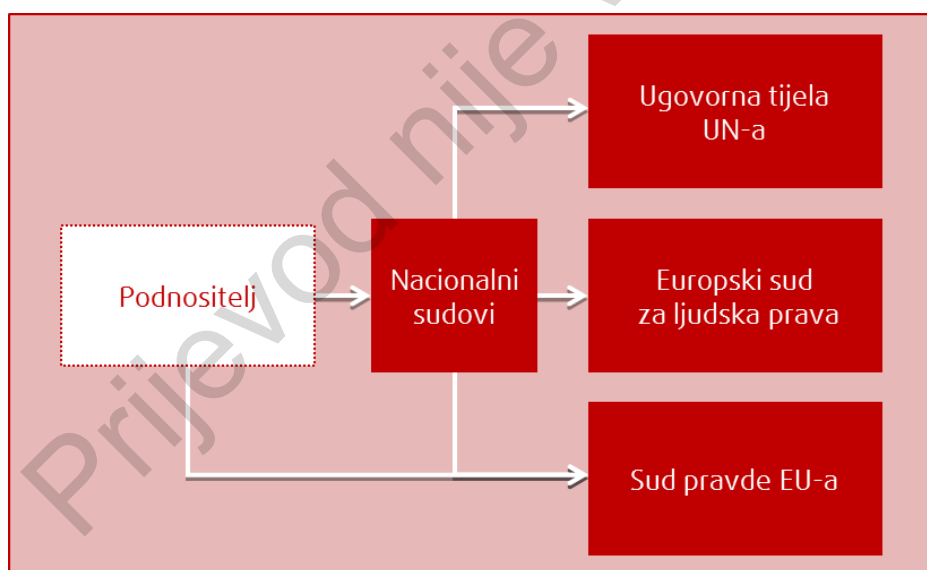 Ugovorna tijela
UN-a
Podnositelj
Nacionalni
sudovi
Europski sud
za ljudska prava
Sud pravde EU-a
Prijevod nije